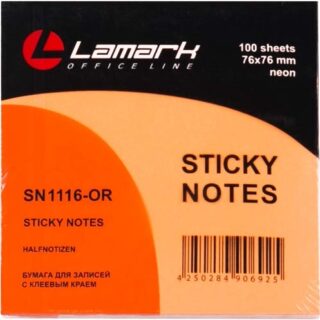 Lamark
OFFICE LINE
100 sheets
76x76 mm
neon
STICKY
NOTES
SN1116-OR
STICKY NOTES
HALFNOTIZEN
БУМАГА ДЛЯ ЗАПИСЕЙ
С КЛЕЕВЫМ КРАЕМ
4 250284 906925